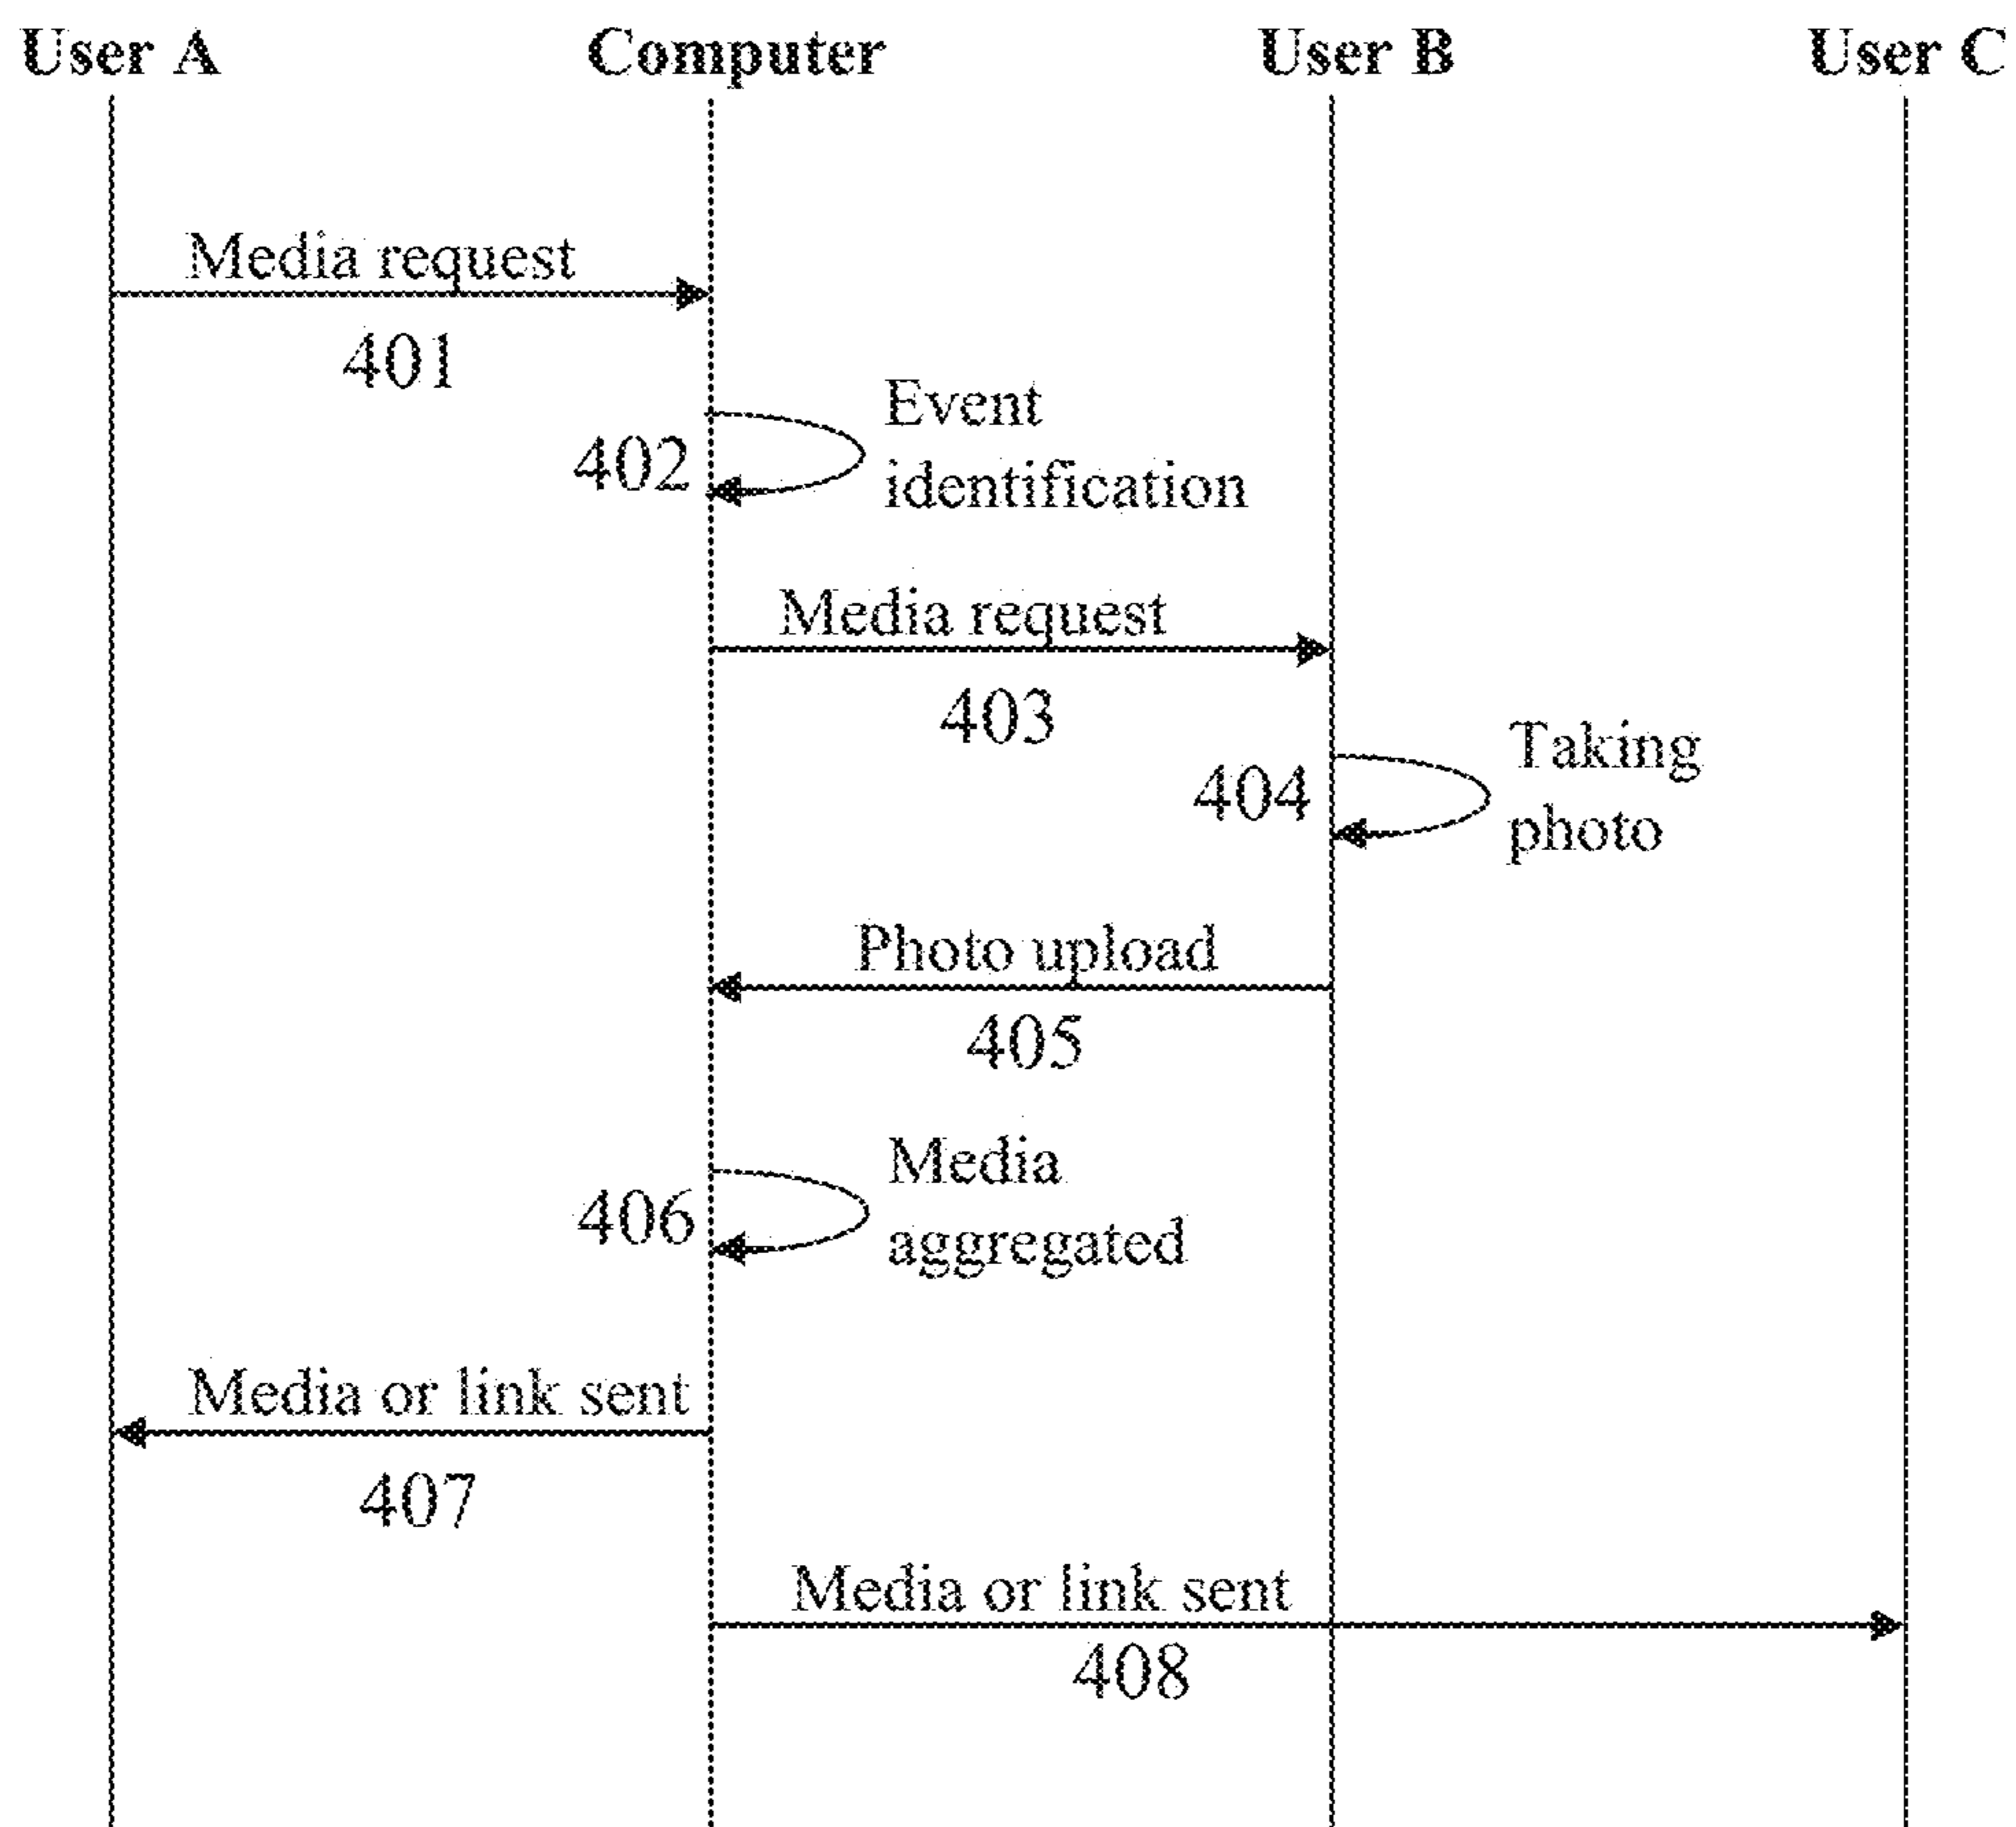 User A Computer User B User C
Media request
401
Event
402
identification
Media request
403
Taking
404
photo
Photo upload
405
Media
406
aggregated
Media or link sent
407
Media or link sent
408